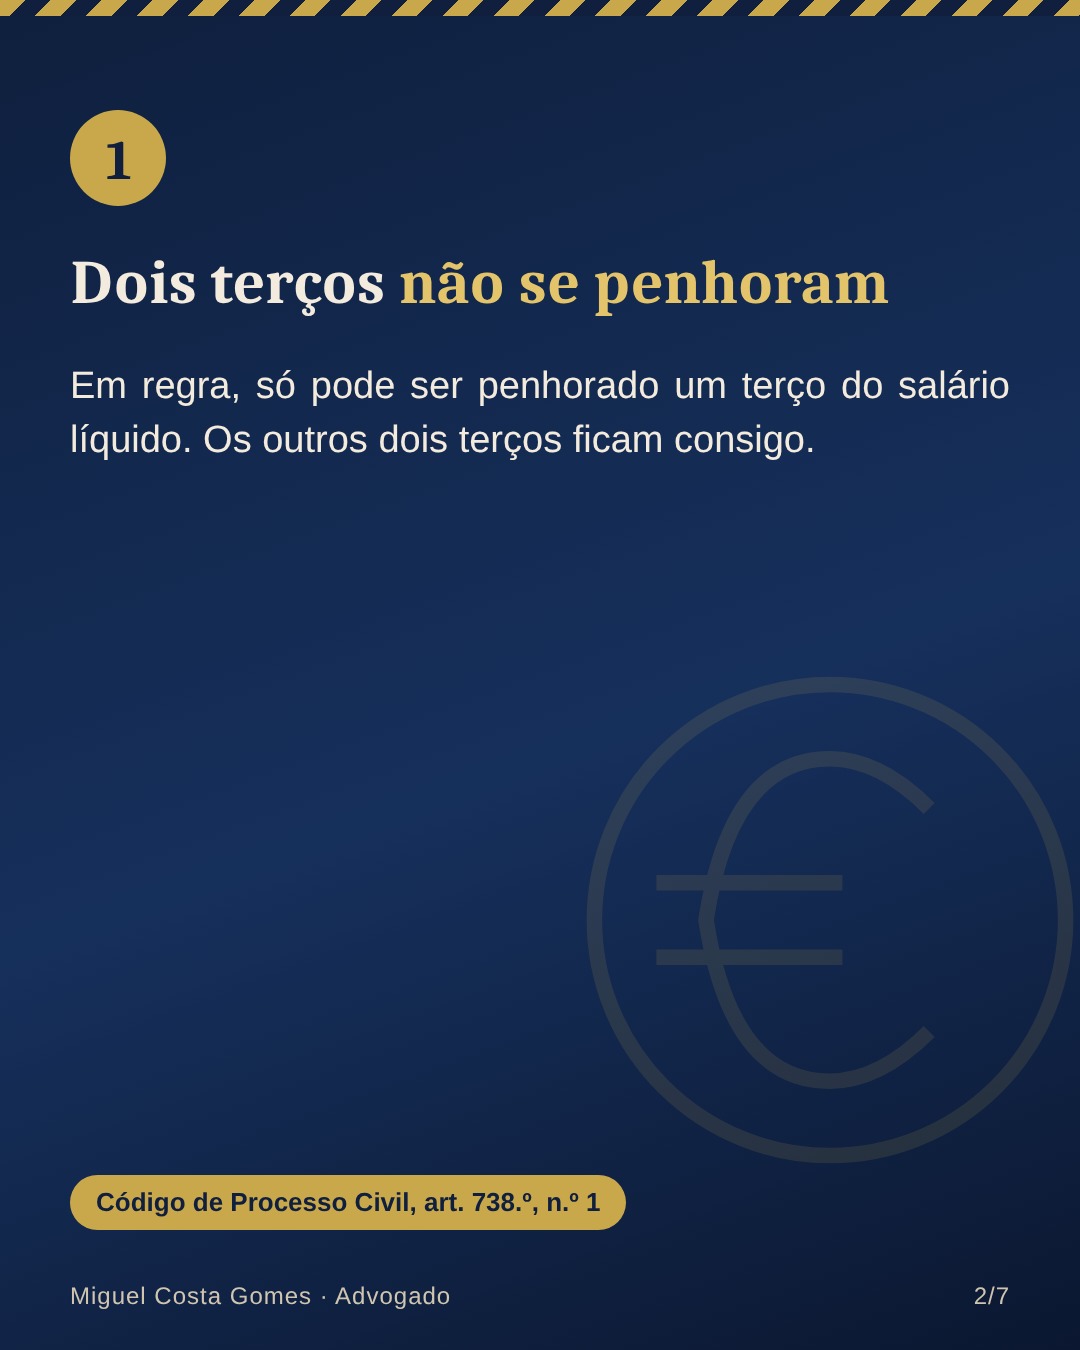 1
Dois terços não se penhoram
Em regra, só pode ser penhorado um terço do salário
líquido. Os outros dois terços ficam consigo.
€
Código de Processo Civil, art. 738.º, n.º 1
Miguel Costa Gomes · Advogado
2/7